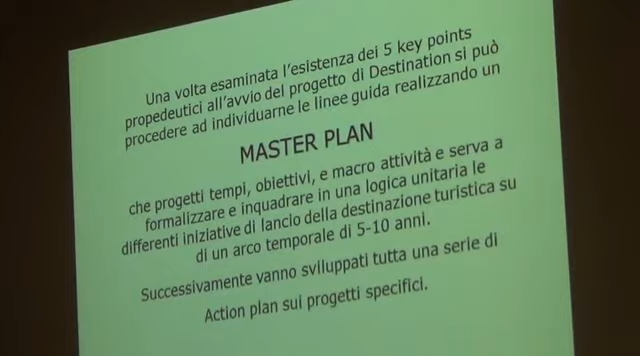 Una volta esaminata l'esistenza dei 5 key points
propedeutici all'avvio del progetto di Destination si può
procedere ad individuarne le linee guida realizzando un
MASTER PLAN
che progetti tempi, obiettivi, e macro attività e serva a
formalizzare e inquadrare in una logica unitaria le
differenti iniziative di lancio della destinazione turistica su
di un arco temporale di 5-10 anni.
Successivamente vanno sviluppati tutta una serie di
Action plan sui progetti specifici.